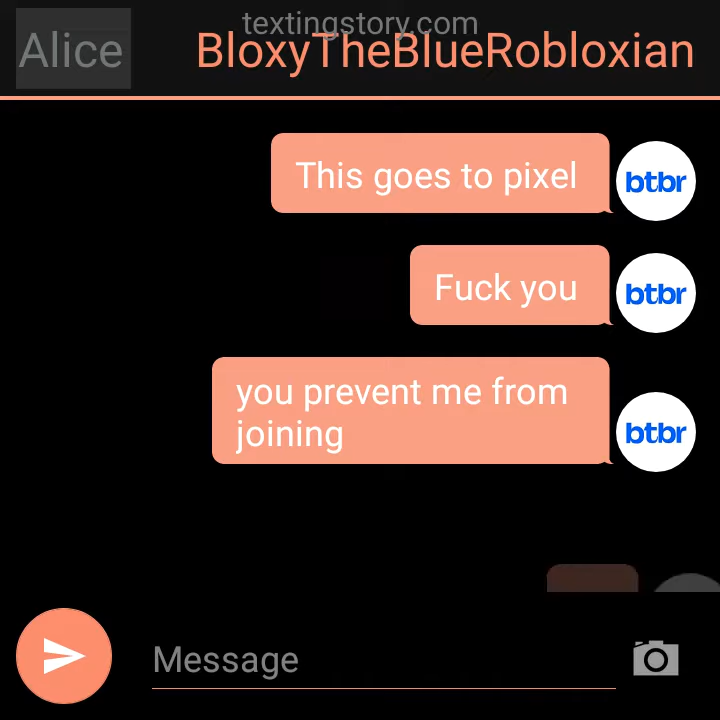 textingstory.com
Alice
BloxyTheBlueRobloxian
This goes to pixel
btbr
Fuck you
btbr
you prevent me from
joining
btbr
Message